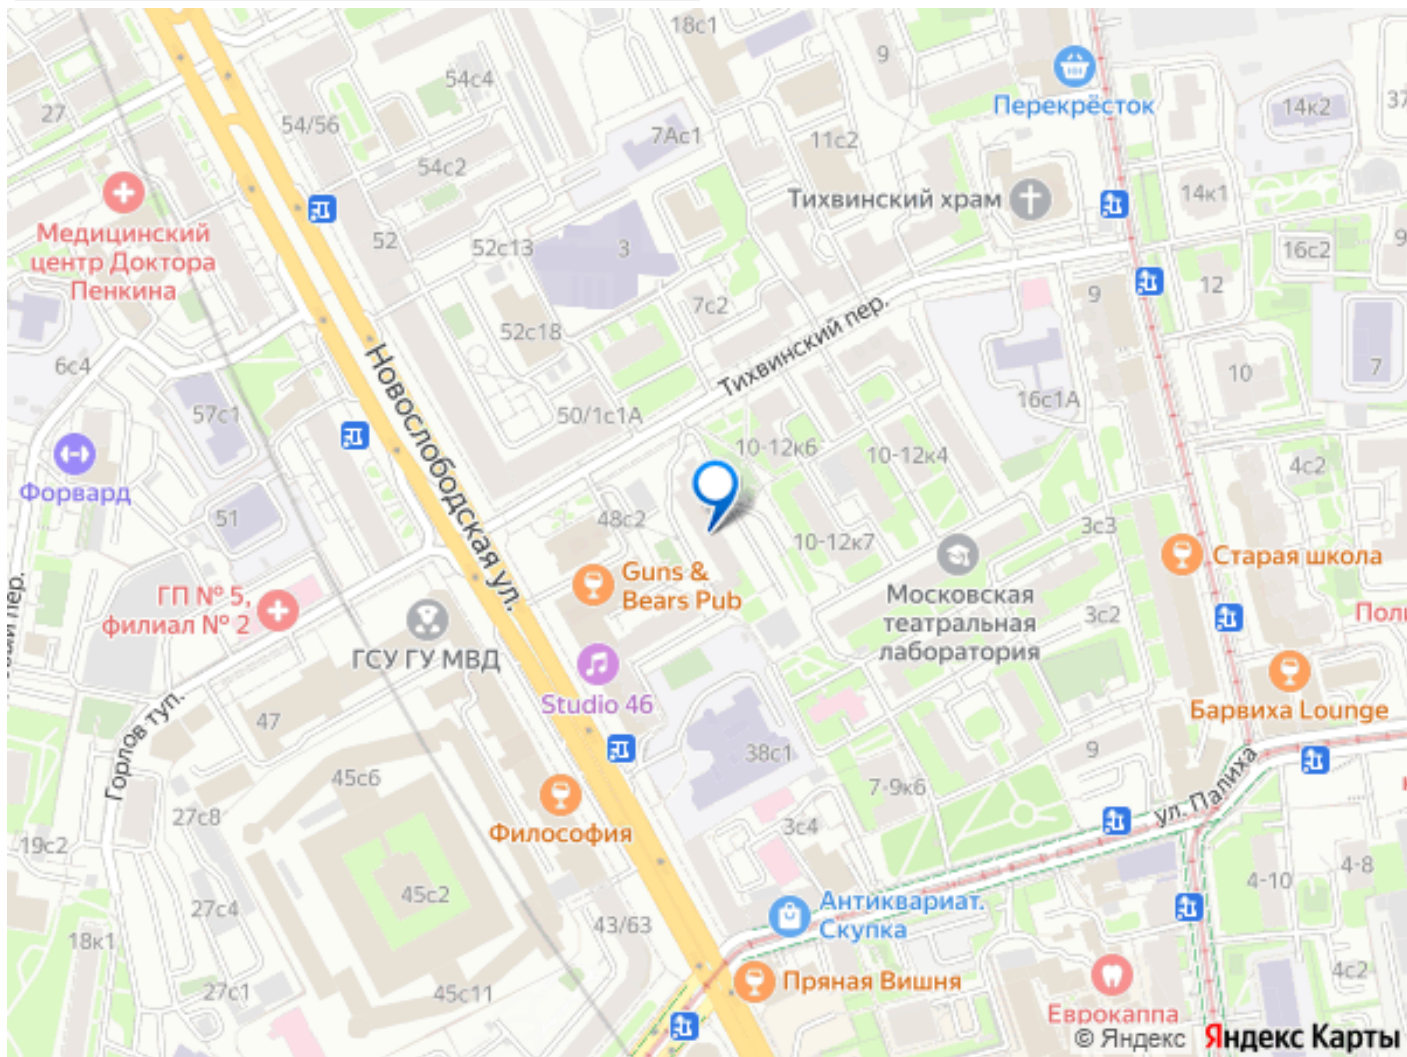 18с1
9
Перекрёсток
54с4
27
54/56
7Ас1
11с2
14к2
37
54с2
Тихвинский храм
14к1
Медицинский
центр Доктора
Пенкина
52
52с13
3
16с2
9
7с2
9
12
52с18
Тихвинский пер.
6с4
Новослободская ул.
10
7
57с1
50/1с1А
16с1А
10-12к6
10-12к4
4с2
Форвард
51
48с2
3с3
10-12к7
Старая школа
Guns &
Bears Pub
ГП № 5,
филиал № 2
Московская
театральная
лаборатория
3с2
ГСУ ГУ МВД
Studio 46
Барвиха Lounge
Горлов туп.
47
38с1
9
45с6
7-9к6
ул. Палиха
27с8
Философия
3с4
19с2
4-10
4-8
45с2
Антиквариат.
Скупка
27с4
43/63
18к1
Пряная Вишня
4с2
27с1
45с11
Еврокаппа
© Яндекс Яндекс Карты